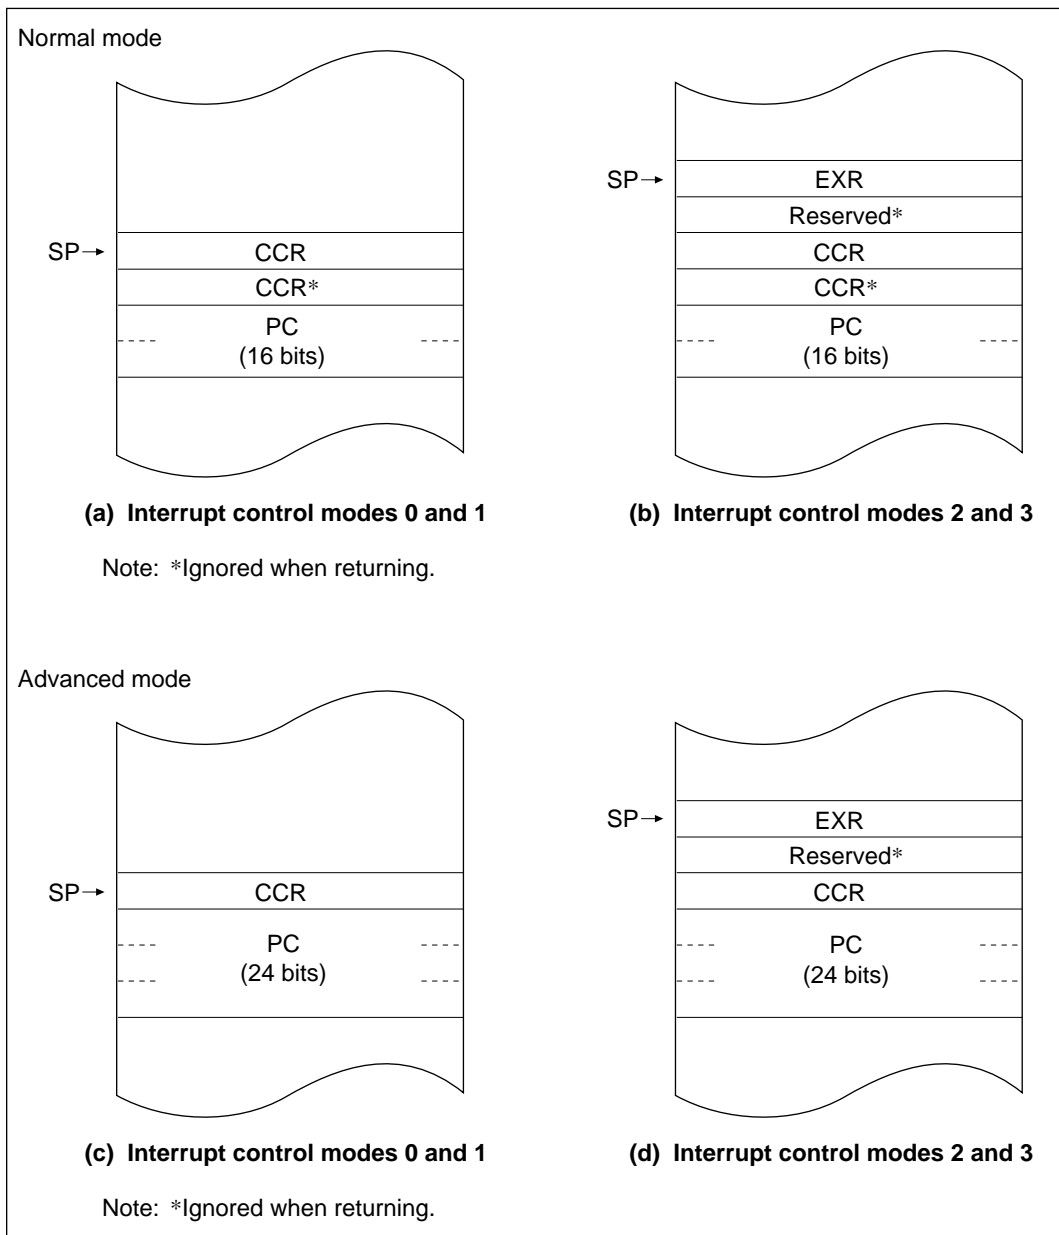 Normal mode
SP
CCR
CCR*
PC
(16 bits)
(a) Interrupt control modes 0 and 1
SP
EXR
Reserved*
CCR
CCR*
PC
(16 bits)
(b) Interrupt control modes 2 and 3
Note: *Ignored when returning.
Advanced mode
SP
CCR
PC
(24 bits)
(c) Interrupt control modes 0 and 1
SP
EXR
Reserved*
CCR
PC
(24 bits)
(d) Interrupt control modes 2 and 3
Note: *Ignored when returning.